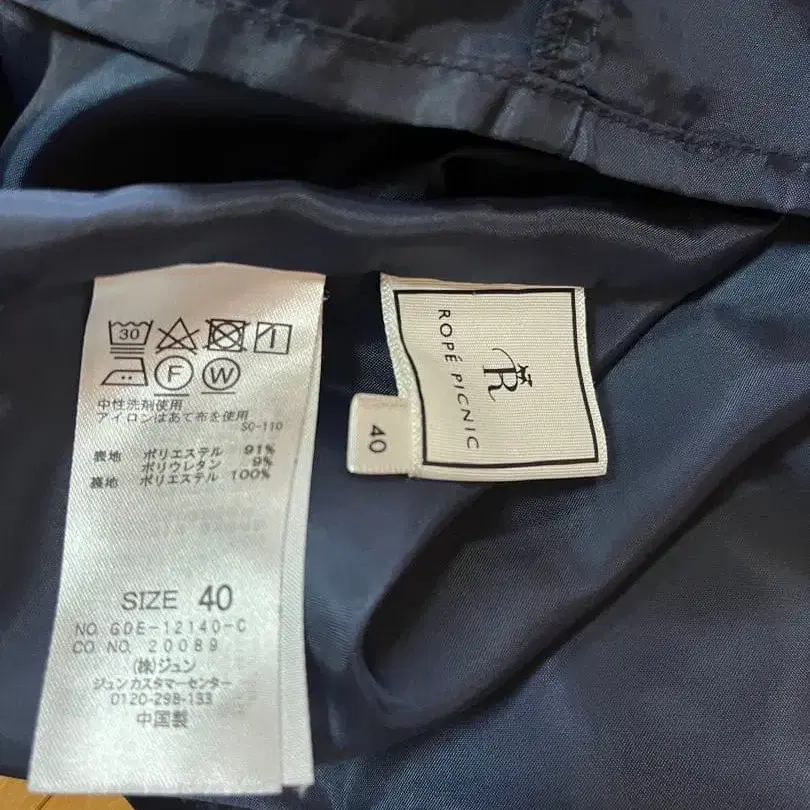 30
F W
中性洗剤使用
アイロンはあて布を使用
SO-110
表地 ポリエステル 91%
ポリウレタン 9%
裏地 ポリエステル 100%
SIZE 40
NO. GDE-12140-C
CO NO. 20089
(株)ジュン
ジュン カスタマーセンター
0120-298-133
中国製
R
ROPÉ PICNIC
40